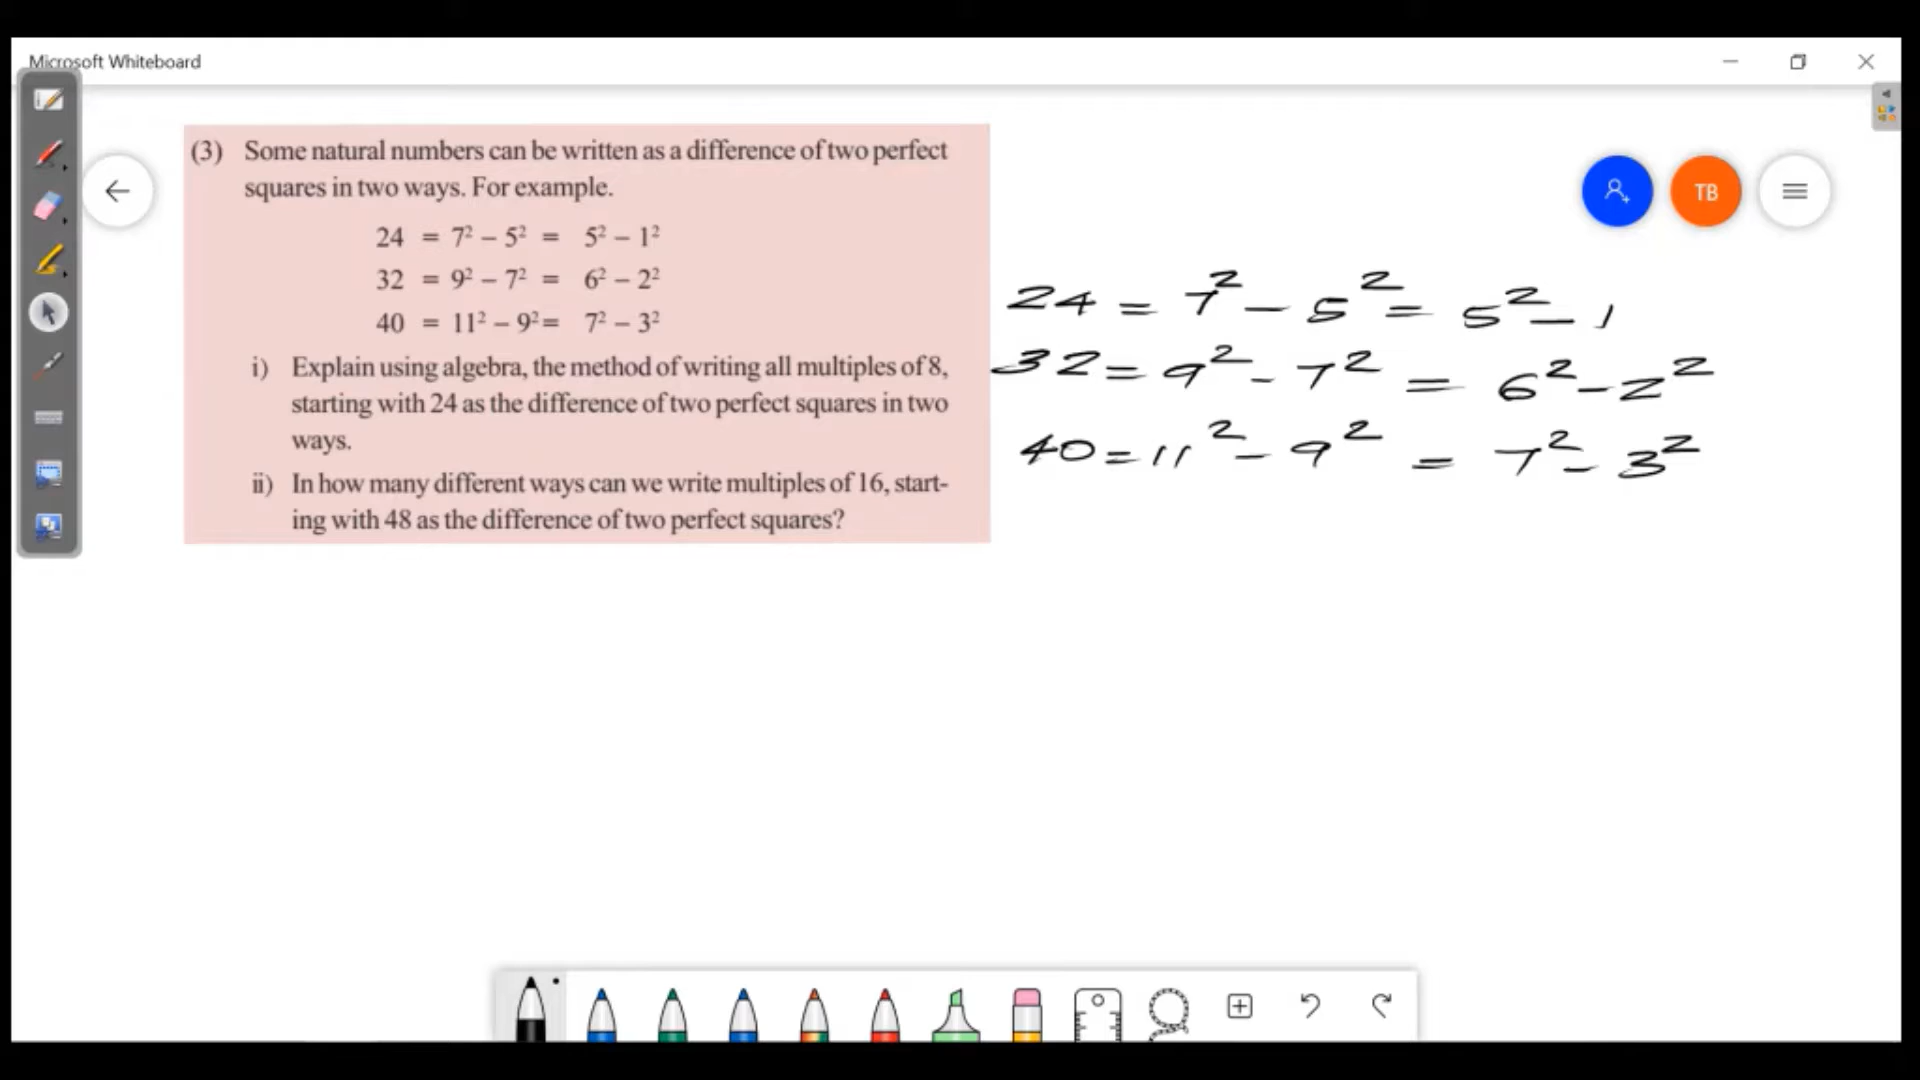 Microsoft Whiteboard
(3) Some natural numbers can be written as a difference of two perfect
squares in two ways. For example.
24 = 7² – 5² = 5² – 1²
32 = 9² – 7² = 6² – 2²
40 = 11² – 9² = 7² – 3²
i) Explain using algebra, the method of writing all multiples of 8,
starting with 24 as the difference of two perfect squares in two
ways.
ii) In how many different ways can we write multiples of 16, start-
ing with 48 as the difference of two perfect squares?
TB
24 = 7² – 5² = 5² – 1
32 = 9² - 7² = 6² – 2²
40 = 11² – 9² = 7² – 3²